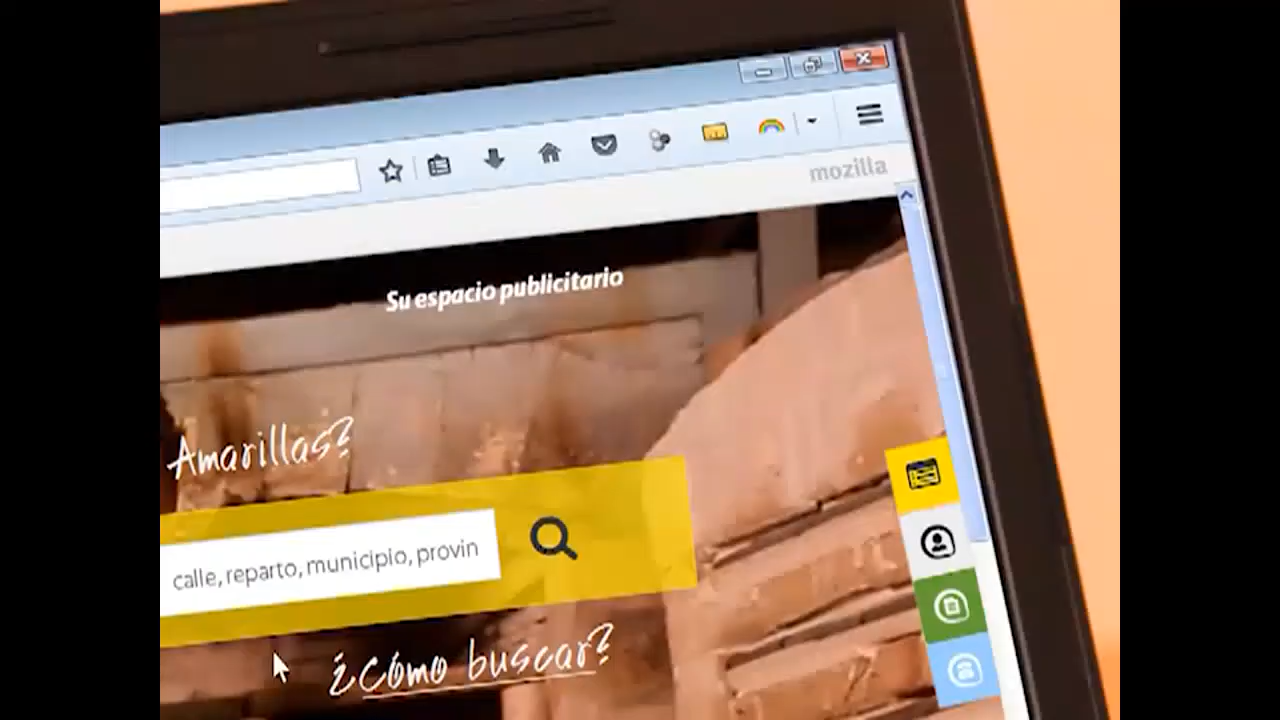 mozilla
Su espacio publicitario
Amarillas?
calle, reparto, municipio, provin
¿Cómo buscar?